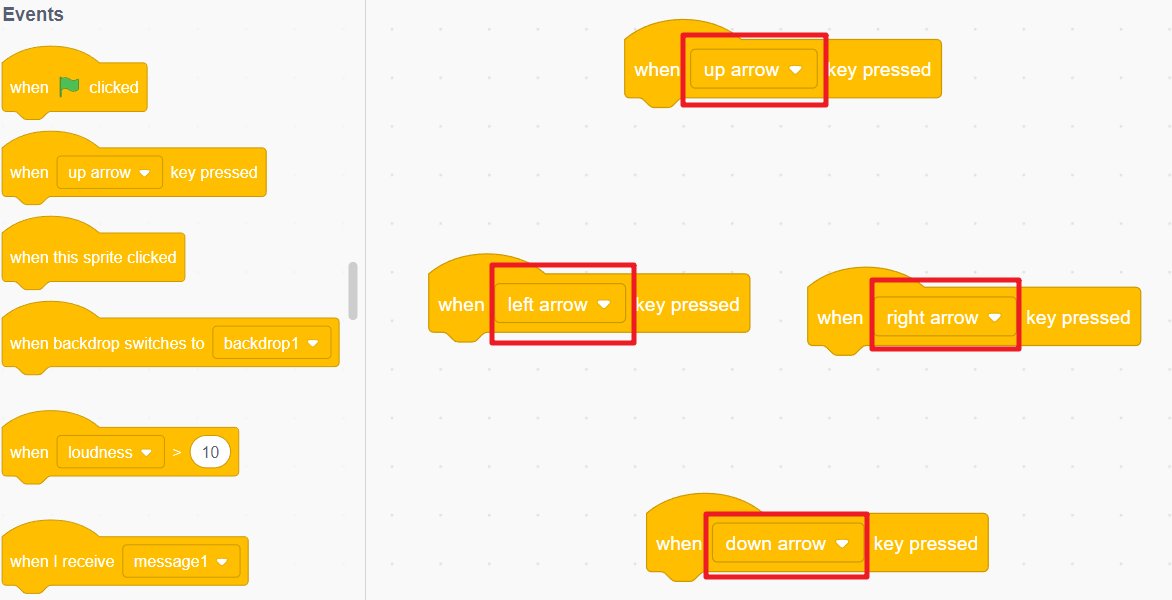 Events
when clicked
when up arrow key pressed
when this sprite clicked
when backdrop switches to backdrop1
when loudness > 10
when I receive message1
when up arrow key pressed
when left arrow key pressed
when right arrow key pressed
when down arrow key pressed